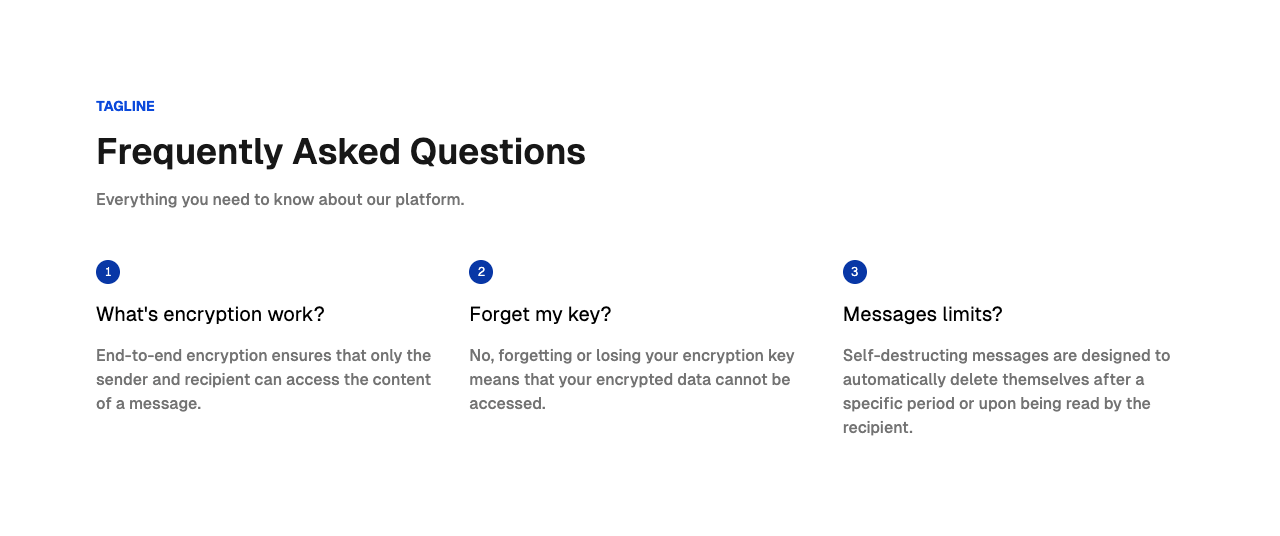 TAGLINE
Frequently Asked Questions
Everything you need to know about our platform.
1
What's encryption work?
End-to-end encryption ensures that only the
sender and recipient can access the content
of a message.
2
Forget my key?
No, forgetting or losing your encryption key
means that your encrypted data cannot be
accessed.
3
Messages limits?
Self-destructing messages are designed to
automatically delete themselves after a
specific period or upon being read by the
recipient.